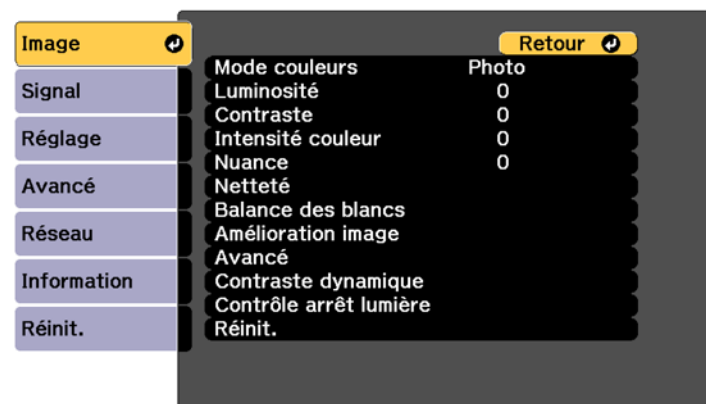 Image
Signal
Réglage
Avancé
Réseau
Information
Réinit.
Retour
Mode couleurs Photo
Luminosité 0
Contraste 0
Intensité couleur 0
Nuance 0
Netteté
Balance des blancs
Amélioration image
Avancé
Contraste dynamique
Contrôle arrêt lumière
Réinit.